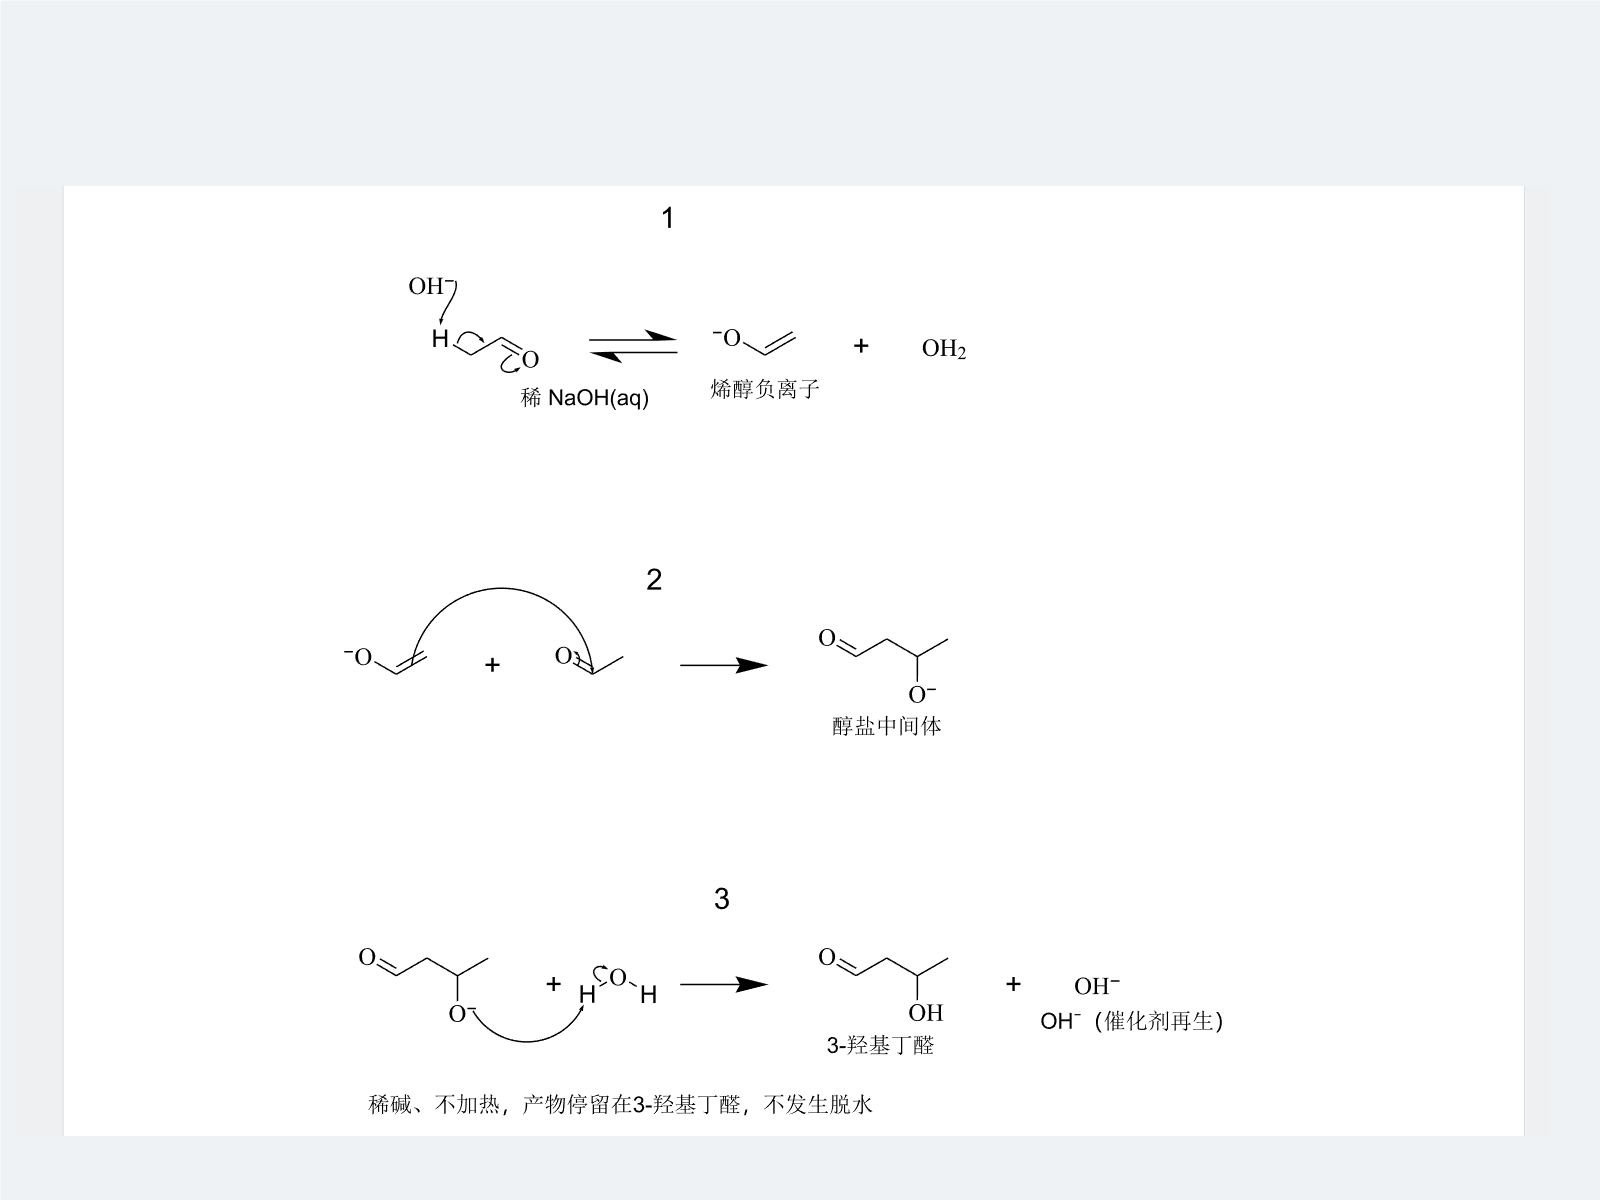 1
OH⁻
H
O
⁻O
+
OH₂
稀 NaOH(aq)
烯醇负离子
2
⁻O
+
O
O
O⁻
醇盐中间体
3
O
O⁻
+
H
O
H
O
OH
+
OH⁻
OH⁻（催化剂再生）
3-羟基丁醛
稀碱、不加热，产物停留在3-羟基丁醛，不发生脱水